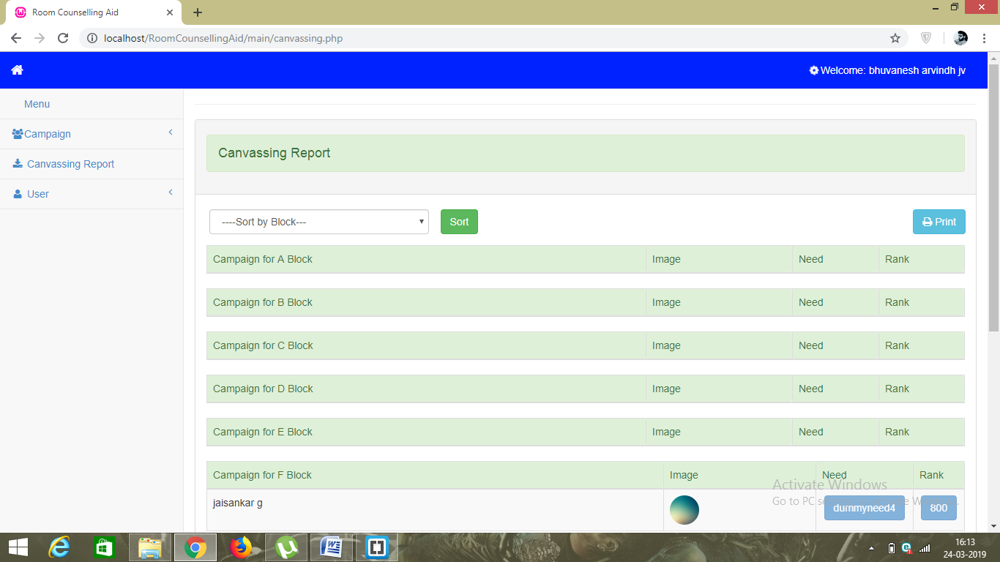 Room Counselling Aid
localhost/RoomCounsellingAid/main/canvassing.php
Welcome: bhuvanesh arvindh jv
Menu
Campaign
Canvassing Report
User
Canvassing Report
----Sort by Block---
Sort
Print
Campaign for A Block Image Need Rank
Campaign for B Block Image Need Rank
Campaign for C Block Image Need Rank
Campaign for D Block Image Need Rank
Campaign for E Block Image Need Rank
Campaign for F Block Image Need Rank
Activate Windows
Go to PC
jaisankar g dummyneed4 800
16:13
24-03-2019